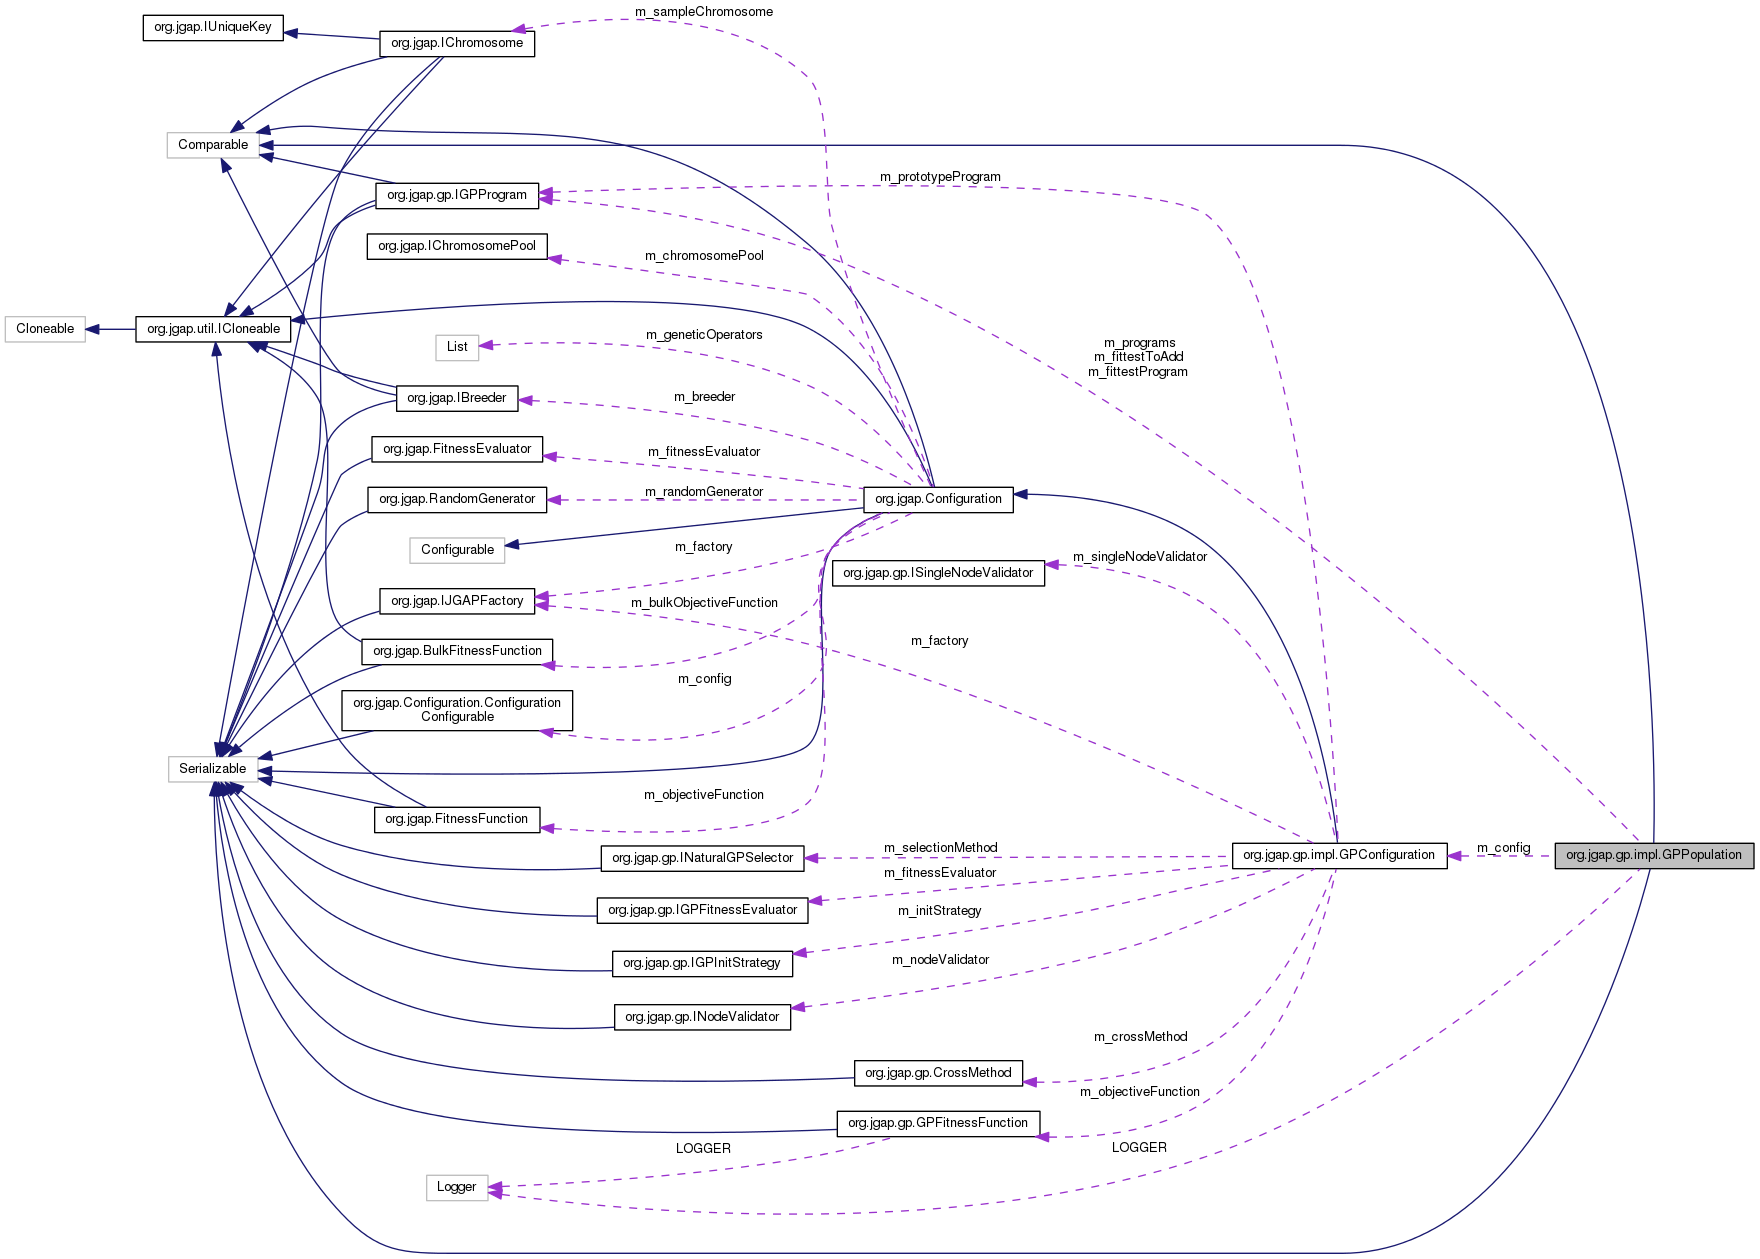 m_sampleChromosome
org.jgap.IUniqueKey
org.jgap.IChromosome
Comparable
m_prototypeProgram
org.jgap.gp.IGPProgram
org.jgap.IChromosomePool
m_chromosomePool
Cloneable
org.jgap.util.ICloneable
List
m_geneticOperators
m_programs
m_fittestToAdd
m_fittestProgram
org.jgap.IBreeder
m_breeder
org.jgap.FitnessEvaluator
m_fitnessEvaluator
org.jgap.RandomGenerator
m_randomGenerator
org.jgap.Configuration
Configurable
m_factory
m_singleNodeValidator
org.jgap.gp.ISingleNodeValidator
org.jgap.IJGAPFactory
m_bulkObjectiveFunction
m_factory
org.jgap.BulkFitnessFunction
m_config
org.jgap.Configuration.Configuration
Configurable
Serializable
m_objectiveFunction
org.jgap.FitnessFunction
org.jgap.gp.INaturalGPSelector
m_selectionMethod
org.jgap.gp.impl.GPConfiguration
m_config
org.jgap.gp.impl.GPPopulation
m_fitnessEvaluator
org.jgap.gp.IGPFitnessEvaluator
m_initStrategy
org.jgap.gp.IGPInitStrategy
m_nodeValidator
org.jgap.gp.INodeValidator
m_crossMethod
org.jgap.gp.CrossMethod
m_objectiveFunction
org.jgap.gp.GPFitnessFunction
LOGGER
LOGGER
Logger